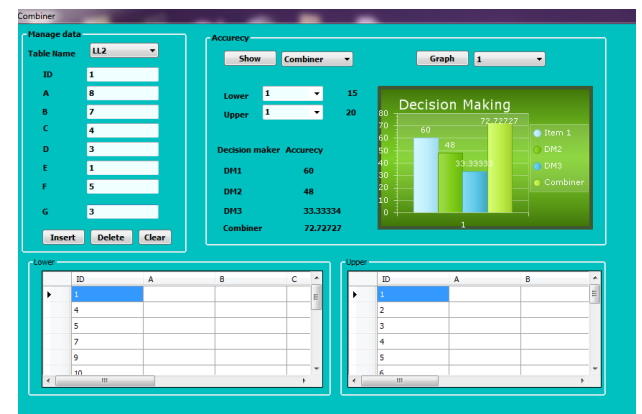 Combiner
Manage data
Table Name LL2
ID 1
A 8
B 7
C 4
D 3
E 1
F 5
G 3
Insert Delete Clear
Accurecy
Show Combiner Graph 1
Lower 1 15
Upper 1 20
Decision maker Accurecy
DM1 60
DM2 48
DM3 33.33334
Combiner 72.72727
Decision Making
80
70
60
50
40
30
20
10
0
60
48
33.33333
72.72727
1
Item 1
DM2
DM3
Combiner
Lower
ID A B C
1
4
5
7
9
10
Upper
ID A B
1
2
3
4
5
6